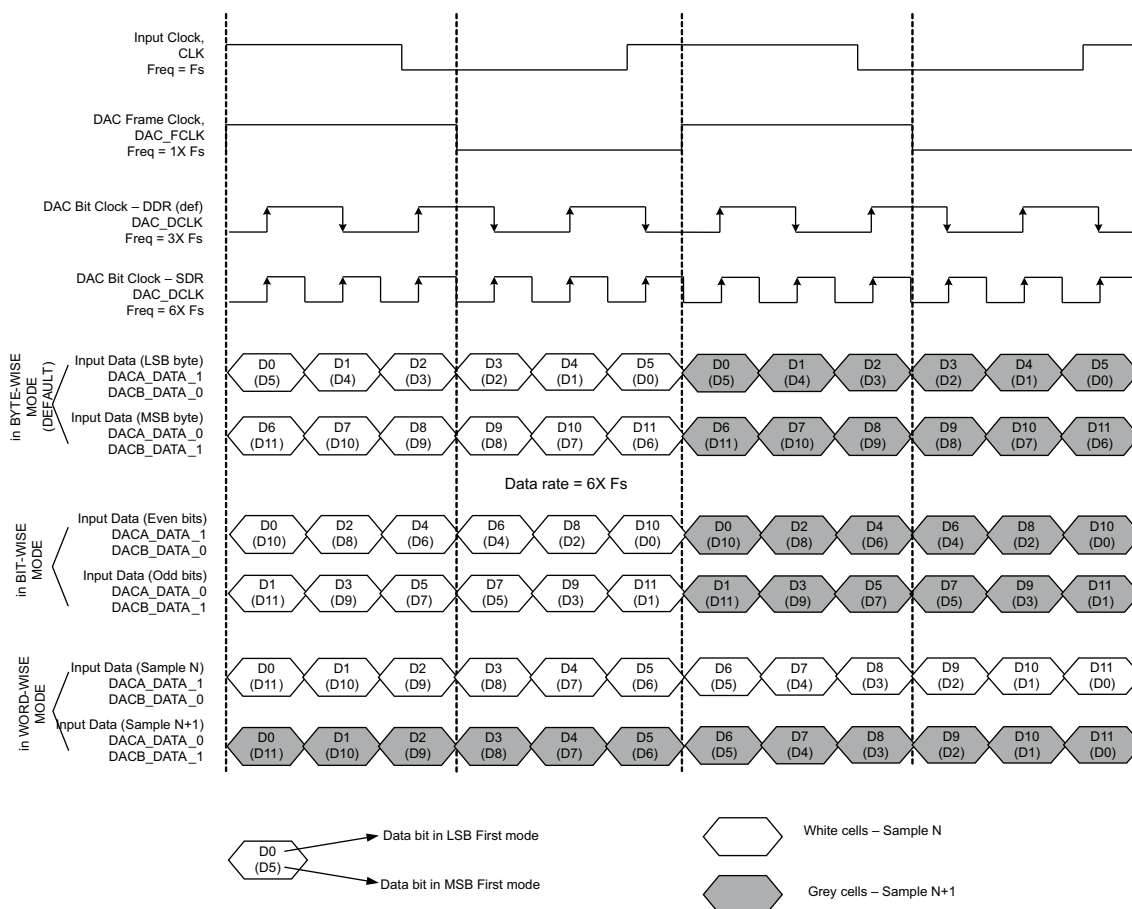 Input Clock,
CLK
Freq = Fs
DAC Frame Clock,
DAC_FCLK
Freq = 1X Fs
DAC Bit Clock – DDR (def)
DAC_DCLK
Freq = 3X Fs
DAC Bit Clock – SDR
DAC_DCLK
Freq = 6X Fs
in BYTE-WISE
MODE
(DEFAULT)
Input Data (LSB byte)
DACA_DATA_1
DACB_DATA_0
D0 D1 D2 D3 D4 D5 D0 D1 D2 D3 D4 D5
(D5) (D4) (D3) (D2) (D1) (D0) (D5) (D4) (D3) (D2) (D1) (D0)
Input Data (MSB byte)
DACA_DATA_0
DACB_DATA_1
D6 D7 D8 D9 D10 D11 D6 D7 D8 D9 D10 D11
(D11) (D10) (D9) (D8) (D7) (D6) (D11) (D10) (D9) (D8) (D7) (D6)
Data rate = 6X Fs
in BIT-WISE
MODE
Input Data (Even bits)
DACA_DATA_1
DACB_DATA_0
D0 D2 D4 D6 D8 D10 D0 D2 D4 D6 D8 D10
(D10) (D8) (D6) (D4) (D2) (D0) (D10) (D8) (D6) (D4) (D2) (D0)
Input Data (Odd bits)
DACA_DATA_0
DACB_DATA_1
D1 D3 D5 D7 D9 D11 D1 D3 D5 D7 D9 D11
(D11) (D9) (D7) (D5) (D3) (D1) (D11) (D9) (D7) (D5) (D3) (D1)
in WORD-WISE
MODE
Input Data (Sample N)
DACA_DATA_1
DACB_DATA_0
D0 D1 D2 D3 D4 D5 D6 D7 D8 D9 D10 D11
(D11) (D10) (D9) (D8) (D7) (D6) (D5) (D4) (D3) (D2) (D1) (D0)
Input Data (Sample N+1)
DACA_DATA_0
DACB_DATA_1
D0 D1 D2 D3 D4 D5 D6 D7 D8 D9 D10 D11
(D11) (D10) (D9) (D8) (D7) (D6) (D5) (D4) (D3) (D2) (D1) (D0)
D0
(D5)
Data bit in LSB First mode
Data bit in MSB First mode
White cells – Sample N
Grey cells – Sample N+1